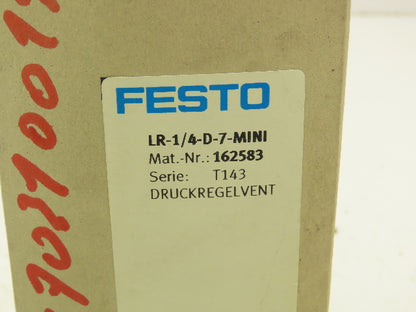 FESTO
LR-1/4-D-7-MINI
Mat.-Nr.: 162583
Serie: T143
DRUCKREGELVENT